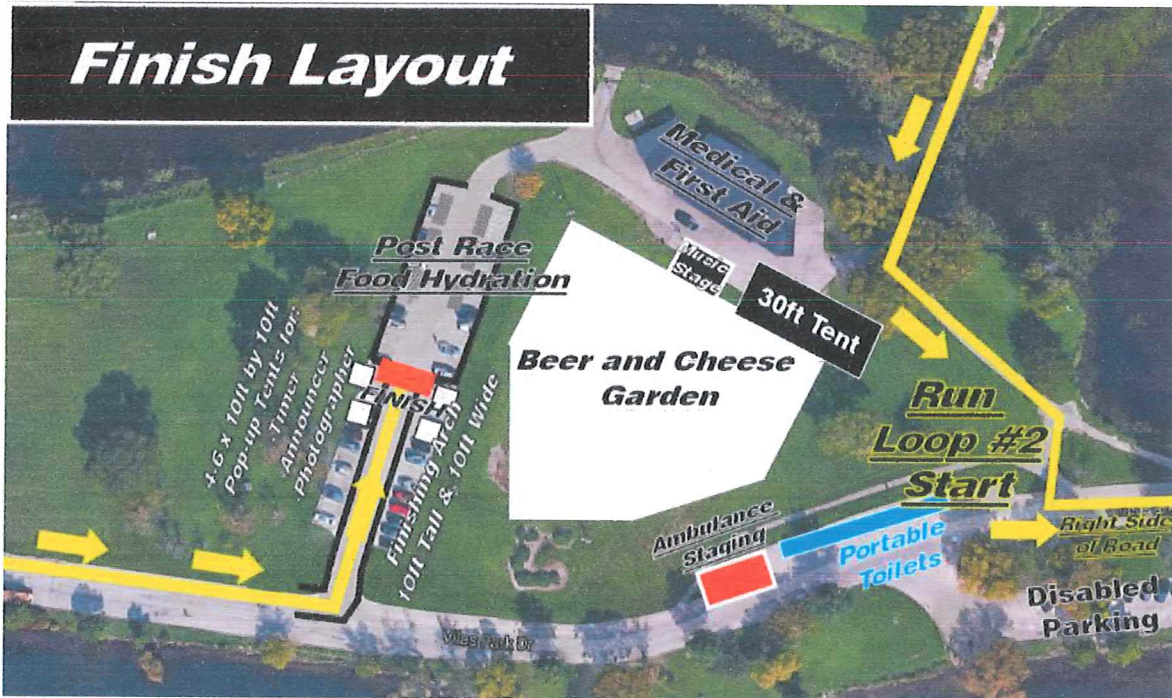 Finish Layout
Medical &
First Aid
Post Race
Food Hydration
Music
Stage
30ft Tent
4-6 x 10ft by 10ft
Pop-up Tents for:
Timer
Announcer
Photographer
FINISH
Finishing Arch
10ft Tall & 10ft Wide
Beer and Cheese
Garden
Run
Loop #2
Start
Ambulance
Staging
Portable
Toilets
Right Side
of Road
Disabled
Parking
Vilas Park Dr